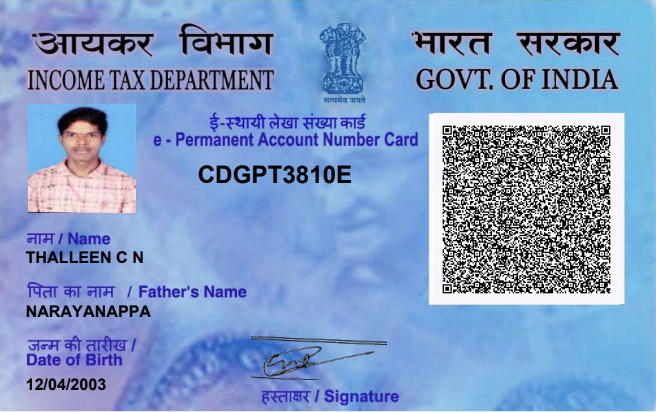 आयकर विभाग
INCOME TAX DEPARTMENT
भारत सरकार
GOVT. OF INDIA
सत्यमेव जयते
ई-स्थायी लेखा संख्या कार्ड
e - Permanent Account Number Card
CDGPT3810E
नाम / Name
THALLEEN C N
पिता का नाम / Father's Name
NARAYANAPPA
जन्म की तारीख /
Date of Birth
12/04/2003
हस्ताक्षर / Signature